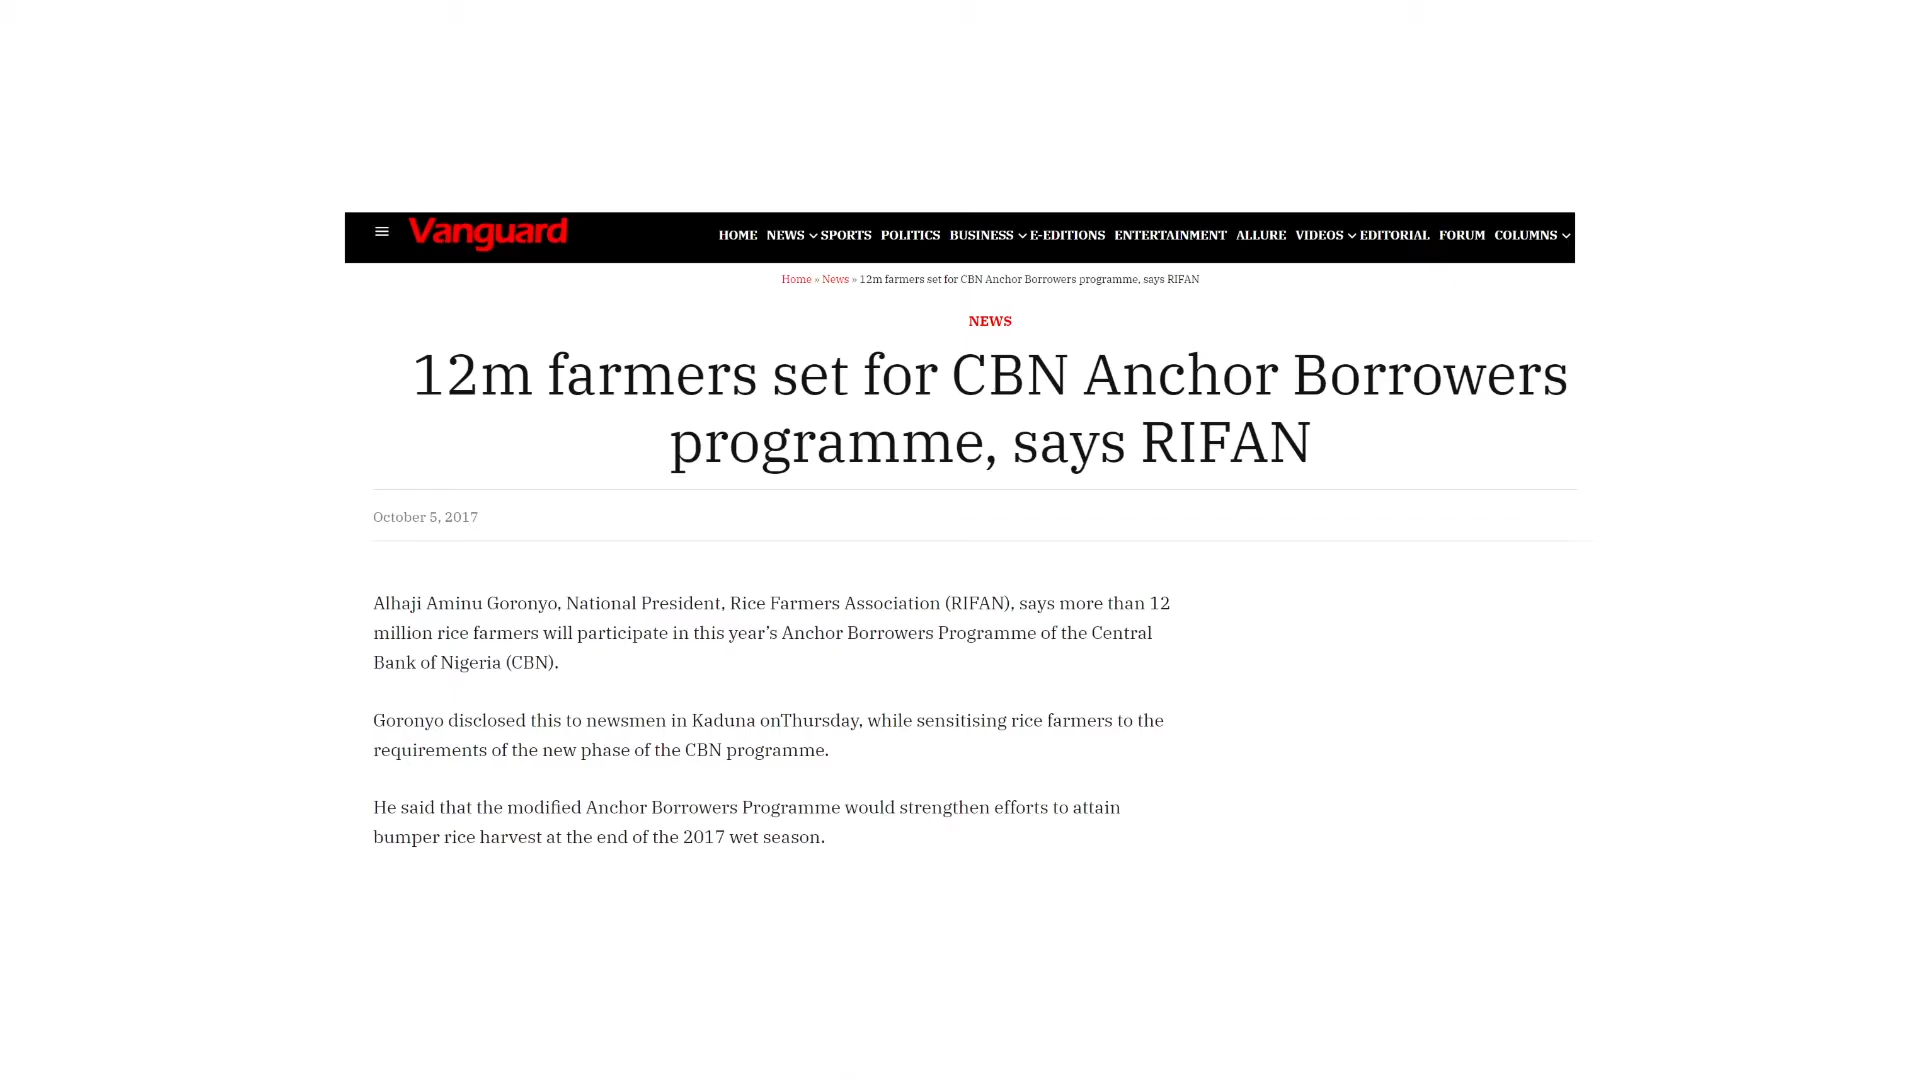 Vanguard
HOME NEWS SPORTS POLITICS BUSINESS E-EDITIONS ENTERTAINMENT ALLURE VIDEOS EDITORIAL FORUM COLUMNS
Home » News » 12m farmers set for CBN Anchor Borrowers programme, says RIFAN
NEWS
12m farmers set for CBN Anchor Borrowers
programme, says RIFAN
October 5, 2017
Alhaji Aminu Goronyo, National President, Rice Farmers Association (RIFAN), says more than 12
million rice farmers will participate in this year’s Anchor Borrowers Programme of the Central
Bank of Nigeria (CBN).
Goronyo disclosed this to newsmen in Kaduna onThursday, while sensitising rice farmers to the
requirements of the new phase of the CBN programme.
He said that the modified Anchor Borrowers Programme would strengthen efforts to attain
bumper rice harvest at the end of the 2017 wet season.